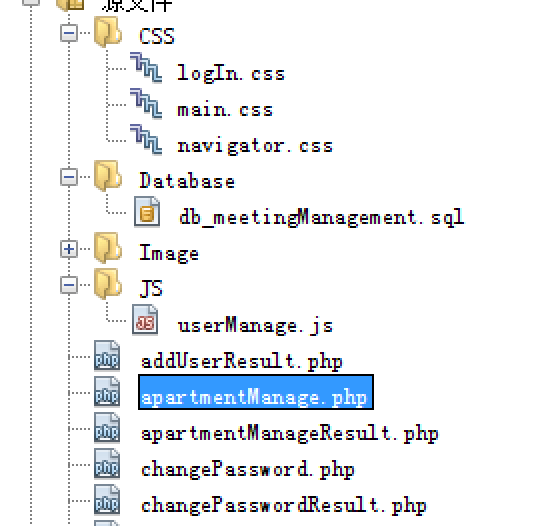 源文件
CSS
logIn.css
main.css
navigator.css
Database
db_meetingManagement.sql
Image
JS
userManage.js
addUserResult.php
apartmentManage.php
apartmentManageResult.php
changePassword.php
changePasswordResult.php